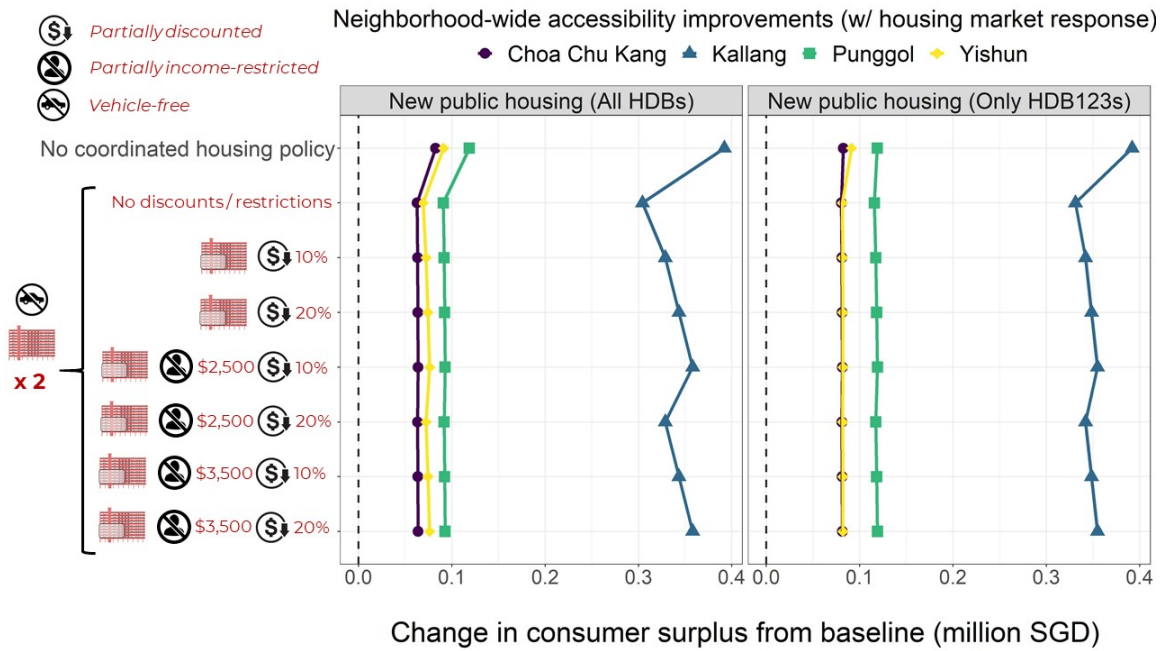 Neighborhood-wide accessibility improvements (w/ housing market response)
Choa Chu Kang Kallang Punggol Yishun
$ Partially discounted
Partially income-restricted
Vehicle-free
New public housing (All HDBs) New public housing (Only HDB123s)
No coordinated housing policy
No discounts/restrictions
$ 10%
$ 20%
$2,500 $ 10%
$2,500 $ 20%
$3,500 $ 10%
$3,500 $ 20%
x 2
0.0 0.1 0.2 0.3 0.4 0.0 0.1 0.2 0.3 0.4
Change in consumer surplus from baseline (million SGD)